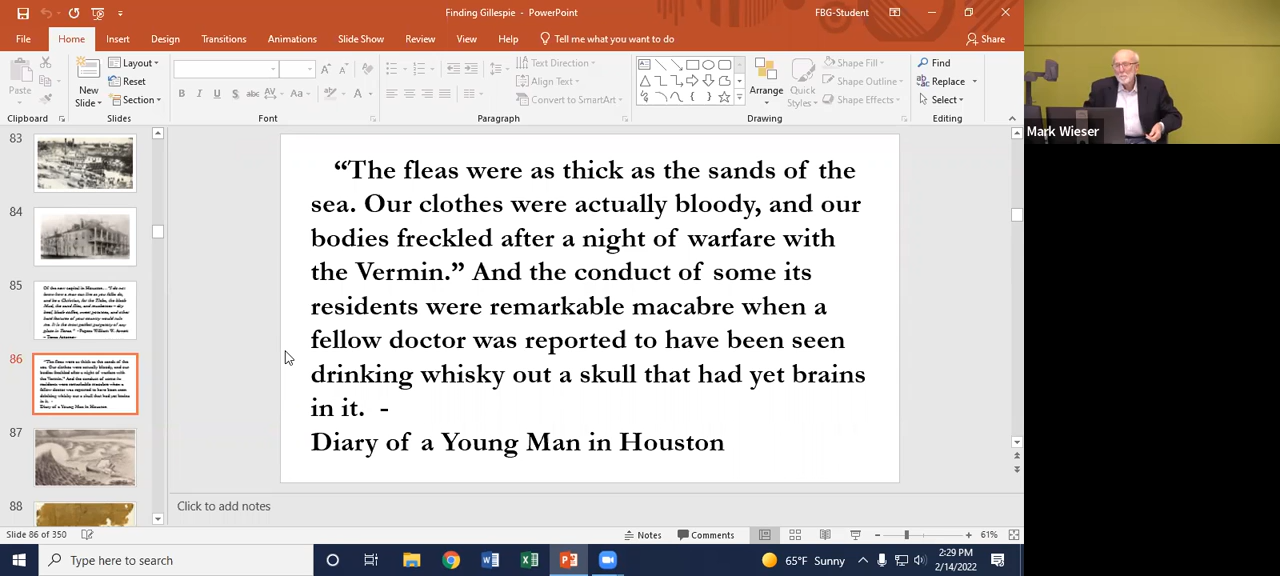 Finding Gillespie - PowerPoint
FBG-Student
File Home Insert Design Transitions Animations Slide Show Review View Help Tell me what you want to do Share
Paste
New Slide
Layout
Reset
Section
B I U S abc AV Aa A
Text Direction
Align Text
Convert to SmartArt
Arrange
Quick Styles
Shape Fill
Shape Outline
Shape Effects
Find
Replace
Select
Clipboard Slides Font Paragraph Drawing Editing
Mark Wieser
83
84
85
86
87
88
“The fleas were as thick as the sands of the
sea. Our clothes were actually bloody, and our
bodies freckled after a night of warfare with
the Vermin.” And the conduct of some its
residents were remarkable macabre when a
fellow doctor was reported to have been seen
drinking whisky out a skull that had yet brains
in it. -
Diary of a Young Man in Houston
Click to add notes
Slide 86 of 350
Notes Comments 61%
Type here to search
65°F Sunny
2:29 PM
2/14/2022